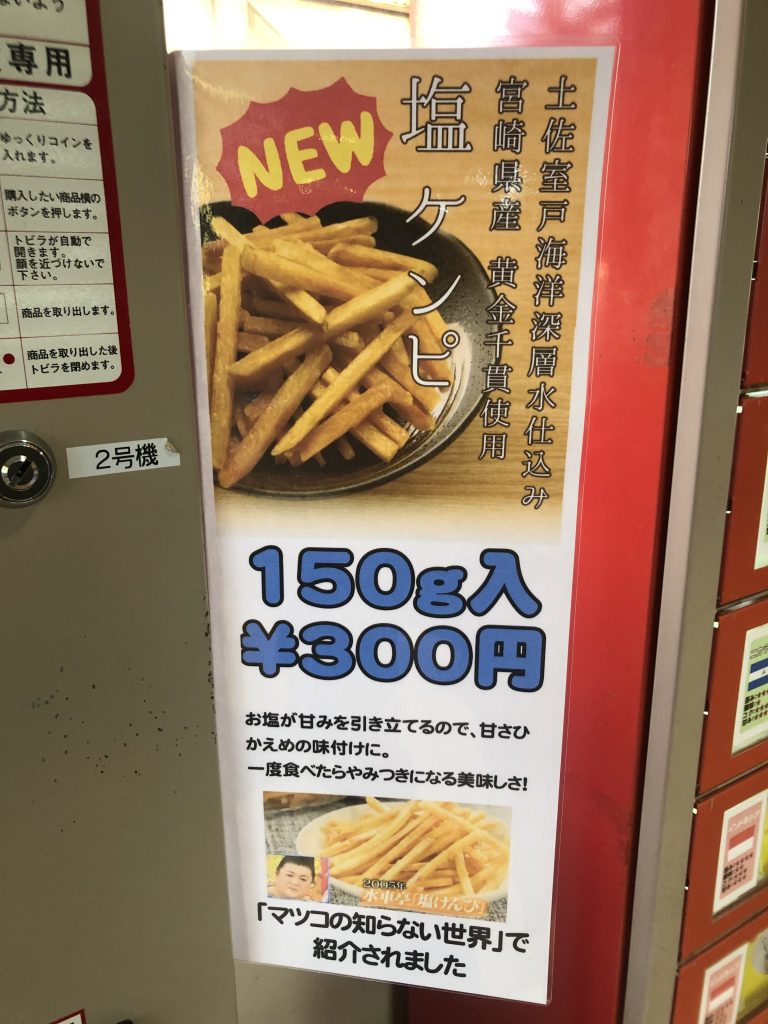 ないよう
専用
方法
ゆっくりコインを
入れます。
購入したい商品横の
ボタンを押します。
トビラが自動で
開きます。
顔を近づけないで
下さい。
商品を取り出します。
商品を取り出した後
トビラを閉めます。
2号機
NEW
土佐室戸海洋深層水仕込み
宮崎県産 黄金千貫使用
塩ケンピ
150g入
¥300円
お塩が甘みを引き立てるので、甘さひ
かえめの味付けに。
一度食べたらやみつきになる美味しさ!
2005年
水車亭「塩けんぴ」
「マツコの知らない世界」で
紹介されました